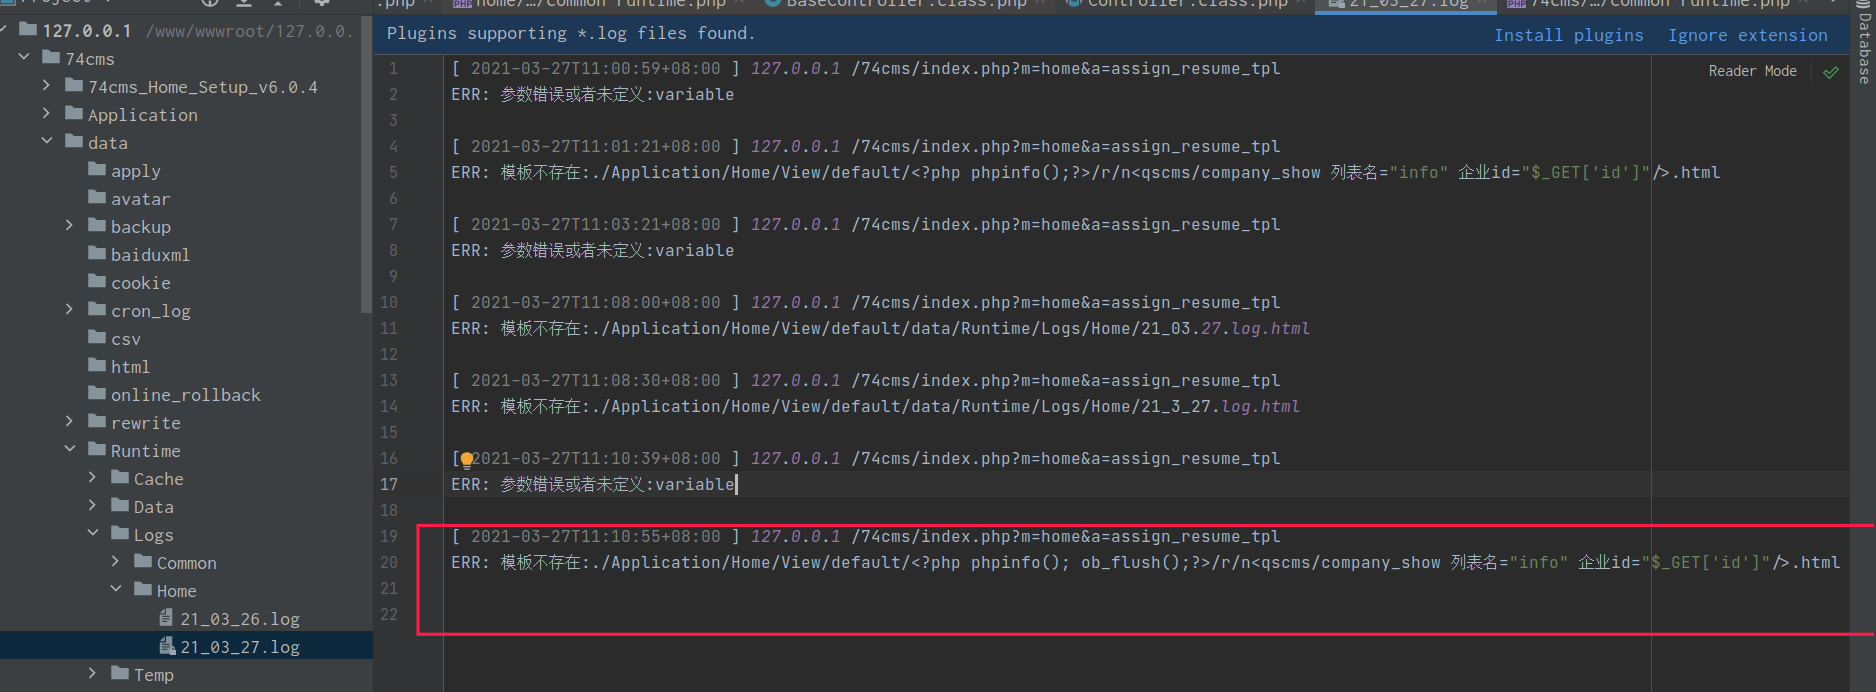 .php
home/.../common~runtime.php
BaseController.class.php
Controller.class.php
21_03_27.log
74cms/.../common~runtime.php
127.0.0.1 /www/wwwroot/127.0.0.
74cms
74cms_Home_Setup_v6.0.4
Application
data
apply
avatar
backup
baiduxml
cookie
cron_log
csv
html
online_rollback
rewrite
Runtime
Cache
Data
Logs
Common
Home
21_03_26.log
21_03_27.log
Temp
Plugins supporting *.log files found.
Install plugins
Ignore extension
Database
Reader Mode
1 [ 2021-03-27T11:00:59+08:00 ] 127.0.0.1 /74cms/index.php?m=home&a=assign_resume_tpl
2 ERR: 参数错误或者未定义:variable
3
4 [ 2021-03-27T11:01:21+08:00 ] 127.0.0.1 /74cms/index.php?m=home&a=assign_resume_tpl
5 ERR: 模板不存在:./Application/Home/View/default/<?php phpinfo();?>/r/n<qscms/company_show 列表名="info" 企业id="$_GET['id']"/>.html
6
7 [ 2021-03-27T11:03:21+08:00 ] 127.0.0.1 /74cms/index.php?m=home&a=assign_resume_tpl
8 ERR: 参数错误或者未定义:variable
9
10 [ 2021-03-27T11:08:00+08:00 ] 127.0.0.1 /74cms/index.php?m=home&a=assign_resume_tpl
11 ERR: 模板不存在:./Application/Home/View/default/data/Runtime/Logs/Home/21_03.27.log.html
12
13 [ 2021-03-27T11:08:30+08:00 ] 127.0.0.1 /74cms/index.php?m=home&a=assign_resume_tpl
14 ERR: 模板不存在:./Application/Home/View/default/data/Runtime/Logs/Home/21_3_27.log.html
15
16 [ 2021-03-27T11:10:39+08:00 ] 127.0.0.1 /74cms/index.php?m=home&a=assign_resume_tpl
17 ERR: 参数错误或者未定义:variable
18
19 [ 2021-03-27T11:10:55+08:00 ] 127.0.0.1 /74cms/index.php?m=home&a=assign_resume_tpl
20 ERR: 模板不存在:./Application/Home/View/default/<?php phpinfo(); ob_flush();?>/r/n<qscms/company_show 列表名="info" 企业id="$_GET['id']"/>.html
21
22